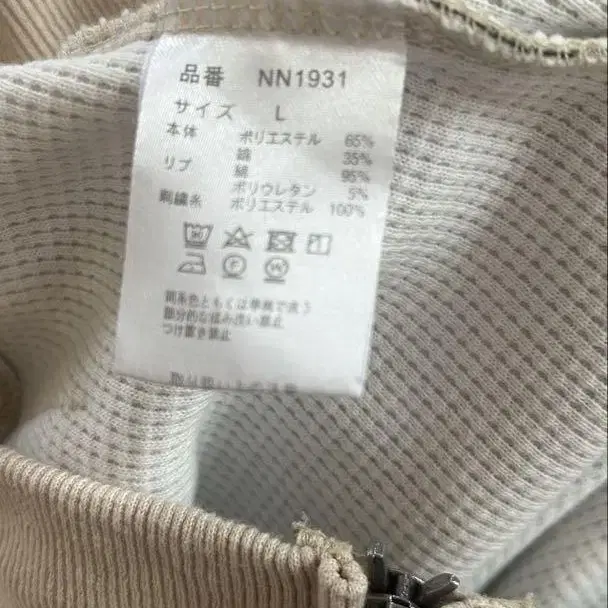 品番 NN1931
サイズ L
本体 ポリエステル 65%
綿 35%
リブ 綿 95%
ポリウレタン 5%
刺繍糸 ポリエステル 100%
同系色ともしくは単独で洗う
部分的なもみ洗い禁止
つけ置き禁止